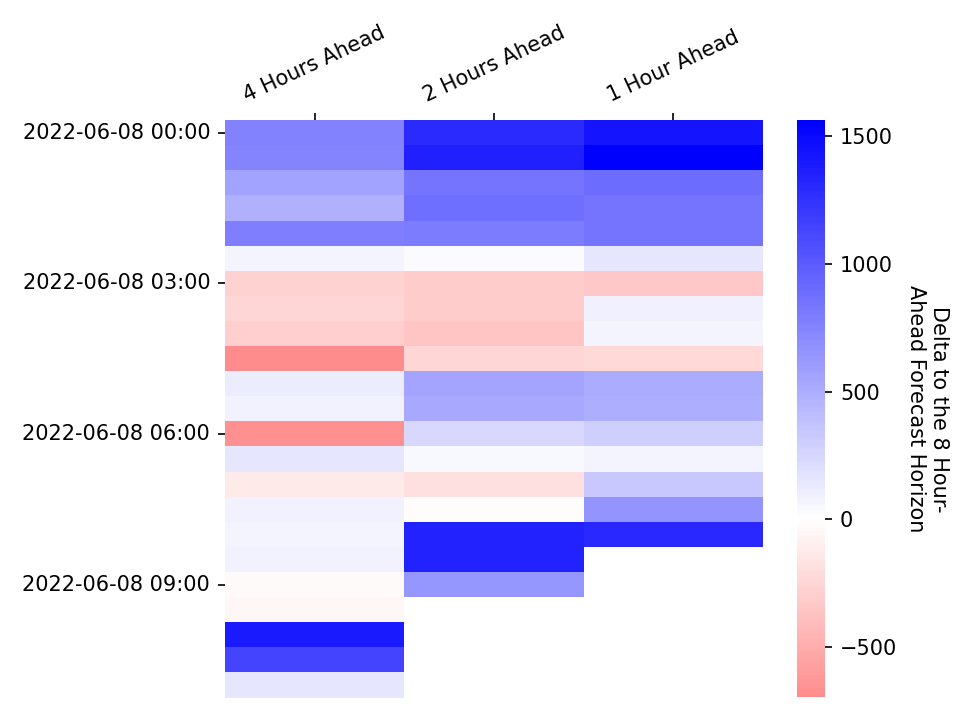 4 Hours Ahead
2 Hours Ahead
1 Hour Ahead
2022-06-08 00:00
2022-06-08 03:00
2022-06-08 06:00
2022-06-08 09:00
1500
1000
500
0
−500
Delta to the 8 Hour-
Ahead Forecast Horizon